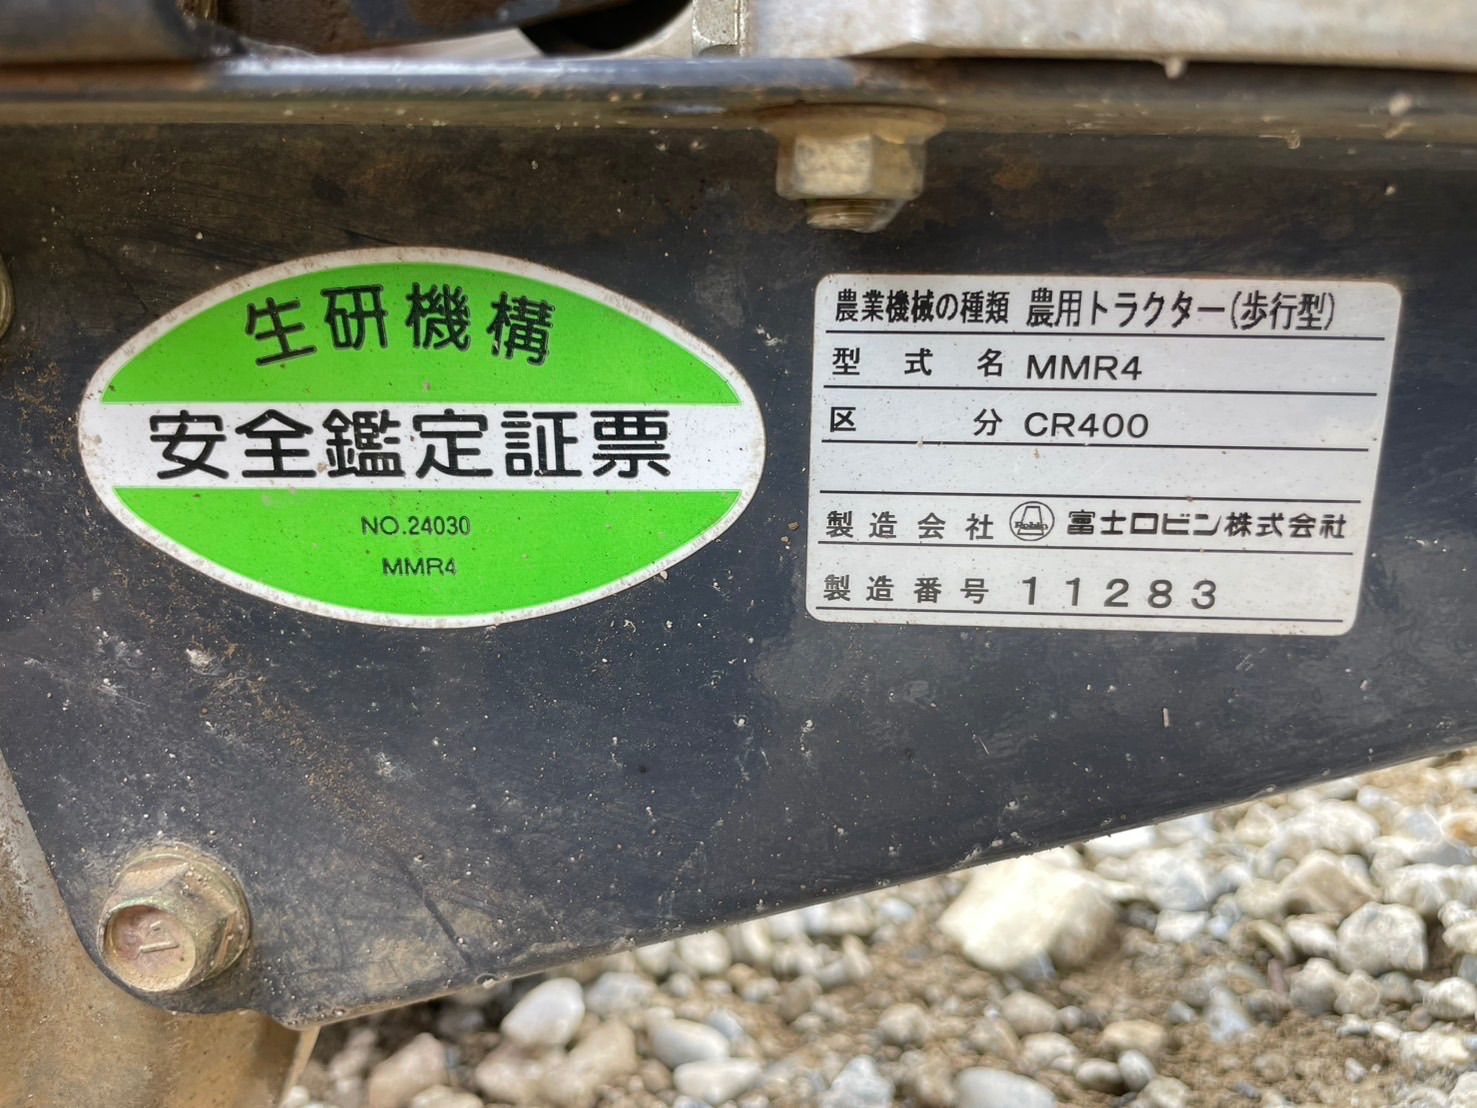 生研機構
安全鑑定証票
NO.24030
MMR4
農業機械の種類 農用トラクター(歩行型)
型式名 MMR4
区分 CR400
製造会社 Robin 富士ロビン株式会社
製造番号 11283